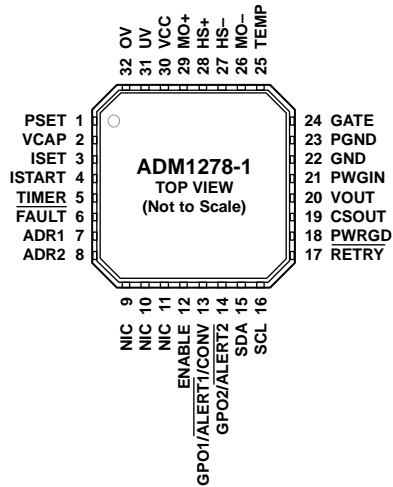 32 OV
31 UV
30 VCC
29 MO+
28 HS+
27 HS–
26 MO–
25 TEMP
PSET 1
VCAP 2
ISET 3
ISTART 4
TIMER 5
FAULT 6
ADR1 7
ADR2 8
ADM1278-1
TOP VIEW
(Not to Scale)
24 GATE
23 PGND
22 GND
21 PWGIN
20 VOUT
19 CSOUT
18 PWRGD
17 RETRY
NIC 9
NIC 10
NIC 11
ENABLE 12
GPO1/ALERT1/CONV 13
GPO2/ALERT2 14
SDA 15
SCL 16